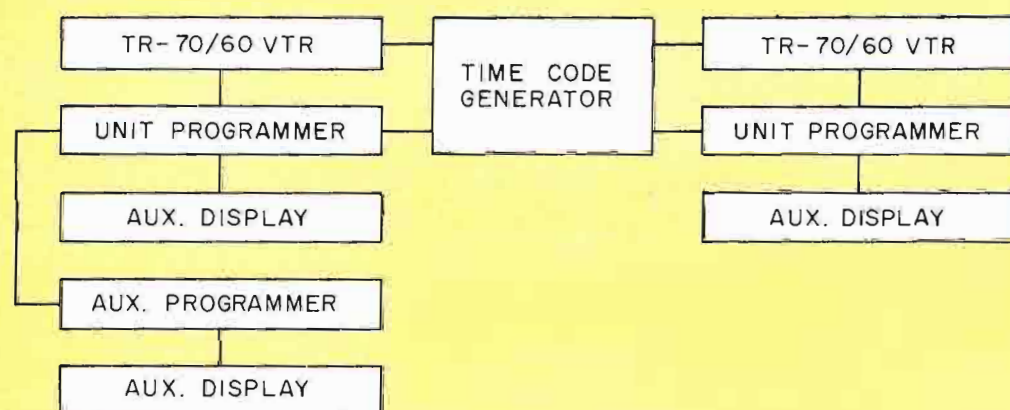 TR-70/60 VTR
UNIT PROGRAMMER
AUX. DISPLAY
AUX. PROGRAMMER
AUX. DISPLAY
TIME CODE
GENERATOR
TR-70/60 VTR
UNIT PROGRAMMER
AUX. DISPLAY